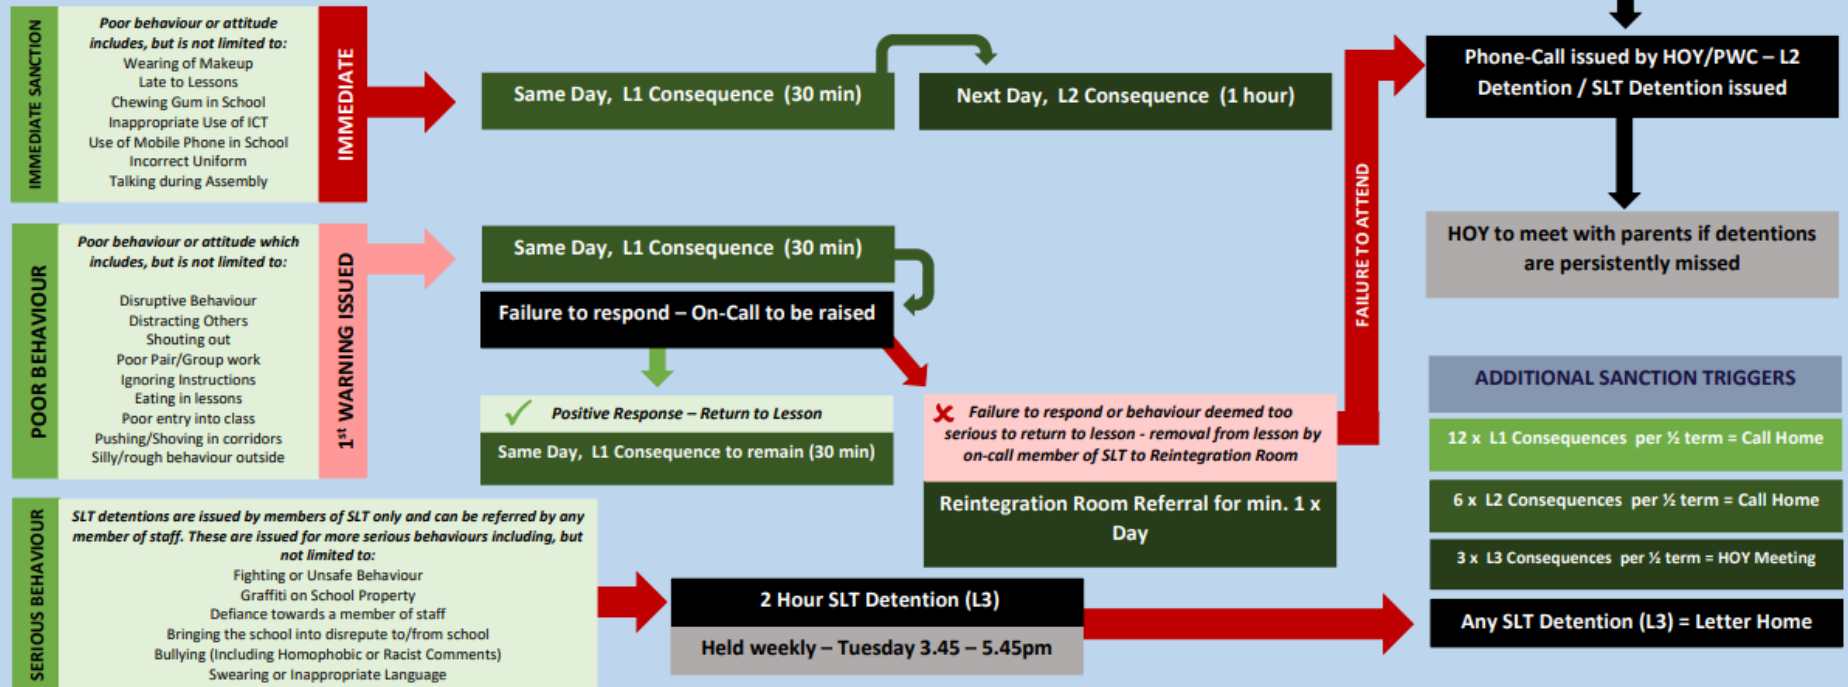 IMMEDIATE SANCTION
Poor behaviour or attitude
includes, but is not limited to:
Wearing of Makeup
Late to Lessons
Chewing Gum in School
Inappropriate Use of ICT
Use of Mobile Phone in School
Incorrect Uniform
Talking during Assembly
IMMEDIATE
Same Day, L1 Consequence (30 min)
Next Day, L2 Consequence (1 hour)
POOR BEHAVIOUR
Poor behaviour or attitude which
includes, but is not limited to:
Disruptive Behaviour
Distracting Others
Shouting out
Poor Pair/Group work
Ignoring Instructions
Eating in lessons
Poor entry into class
Pushing/Shoving in corridors
Silly/rough behaviour outside
1st WARNING ISSUED
Same Day, L1 Consequence (30 min)
Failure to respond – On-Call to be raised
Positive Response – Return to Lesson
Same Day, L1 Consequence to remain (30 min)
Failure to respond or behaviour deemed too
serious to return to lesson - removal from lesson by
on-call member of SLT to Reintegration Room
Reintegration Room Referral for min. 1 x
Day
FAILURE TO ATTEND
Phone-Call issued by HOY/PWC – L2
Detention / SLT Detention issued
HOY to meet with parents if detentions
are persistently missed
SERIOUS BEHAVIOUR
SLT detentions are issued by members of SLT only and can be referred by any
member of staff. These are issued for more serious behaviours including, but
not limited to:
Fighting or Unsafe Behaviour
Graffiti on School Property
Defiance towards a member of staff
Bringing the school into disrepute to/from school
Bullying (Including Homophobic or Racist Comments)
Swearing or Inappropriate Language
2 Hour SLT Detention (L3)
Held weekly – Tuesday 3.45 – 5.45pm
ADDITIONAL SANCTION TRIGGERS
12 x L1 Consequences per ½ term = Call Home
6 x L2 Consequences per ½ term = Call Home
3 x L3 Consequences per ½ term = HOY Meeting
Any SLT Detention (L3) = Letter Home